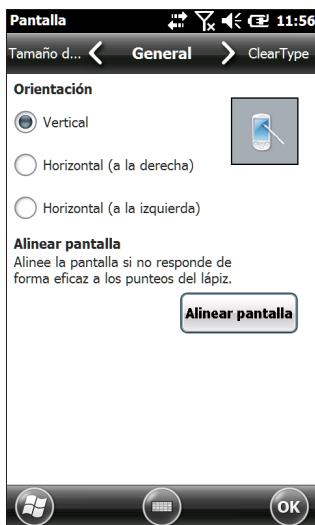 Pantalla 11:56
Tamaño d... General ClearType
Orientación
Vertical
Horizontal (a la derecha)
Horizontal (a la izquierda)
Alinear pantalla
Alinee la pantalla si no responde de
forma eficaz a los punteos del lápiz.
Alinear pantalla
OK